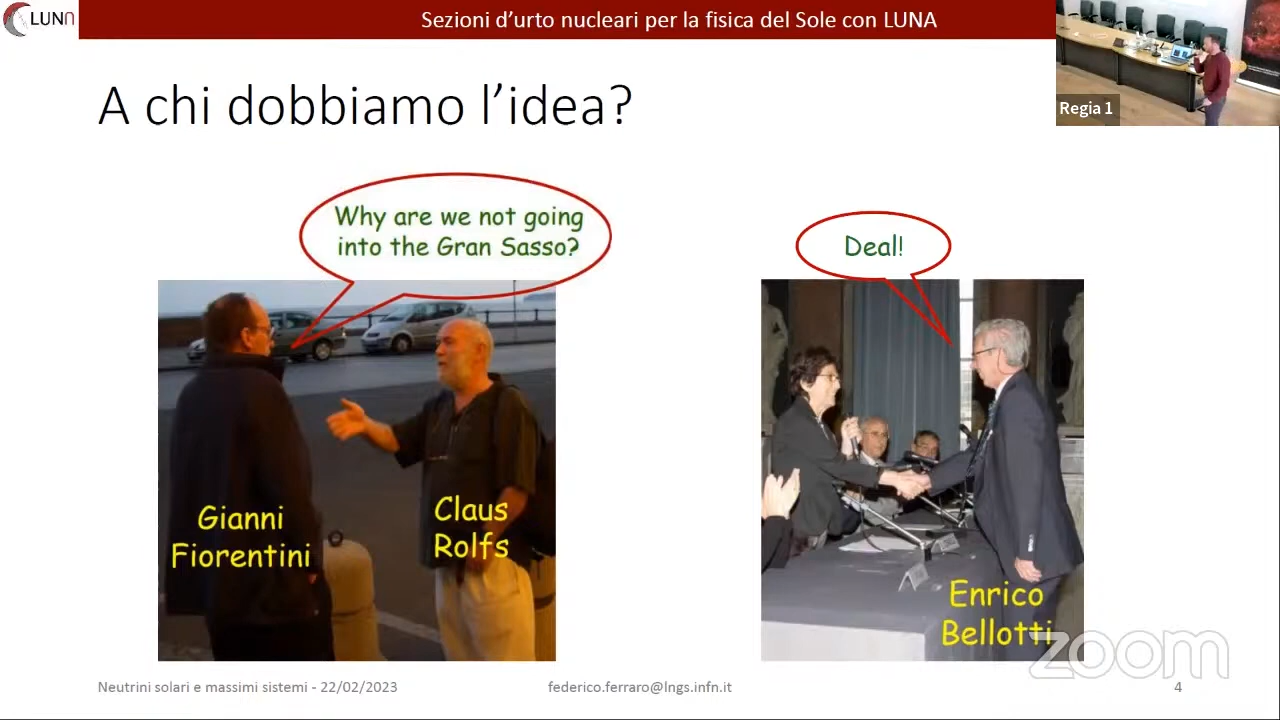 LUNA
Sezioni d'urto nucleari per la fisica del Sole con LUNA
Regia 1
A chi dobbiamo l'idea?
Why are we not going
into the Gran Sasso?
Deal!
Gianni
Fiorentini
Claus
Rolfs
Enrico
Bellotti
zoom
Neutrini solari e massimi sistemi - 22/02/2023
federico.ferraro@lngs.infn.it
4